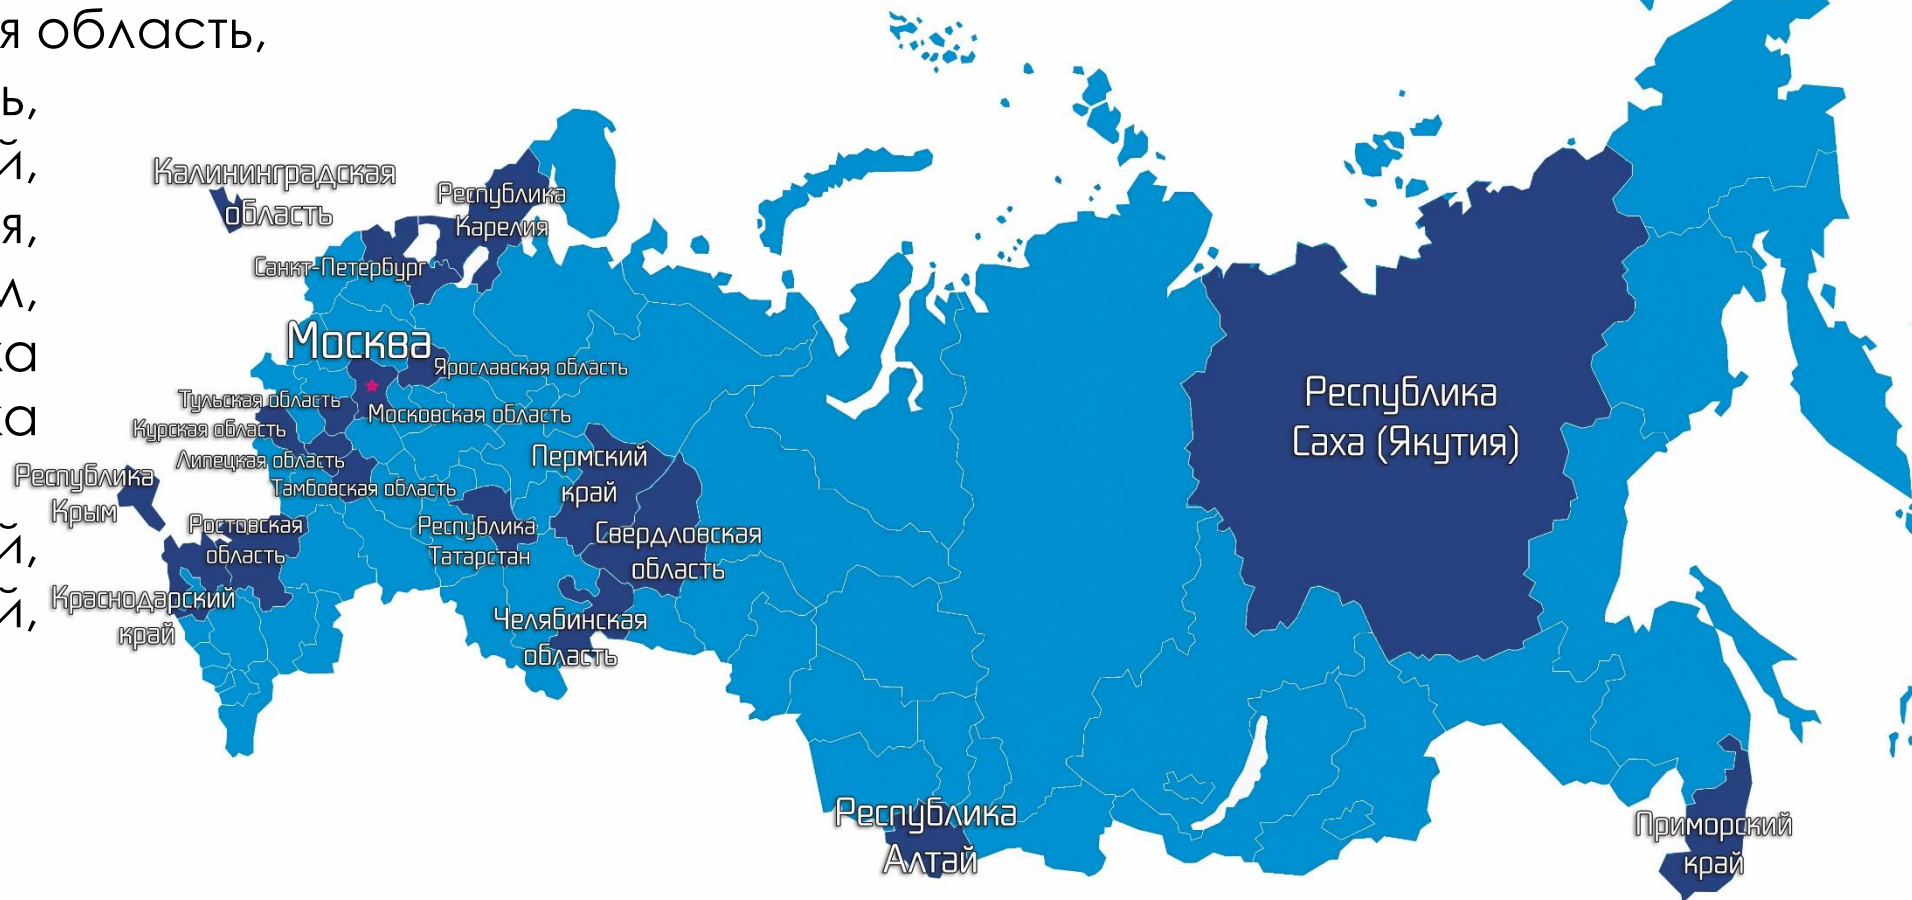 я область,
ь,
й,
я,
м,
ка
ка
й,
й,
Калининградская
область
Республика
Карелия
Санкт-Петербург
Москва
Ярославская область
Тульская область
Московская область
Курская область
Липецкая область
Тамбовская область
Республика
Крым
Ростовская
область
Краснодарский
край
Республика
Татарстан
Пермский
край
Свердловская
область
Челябинская
область
Республика
Саха (Якутия)
Республика
Алтай
Приморский
край